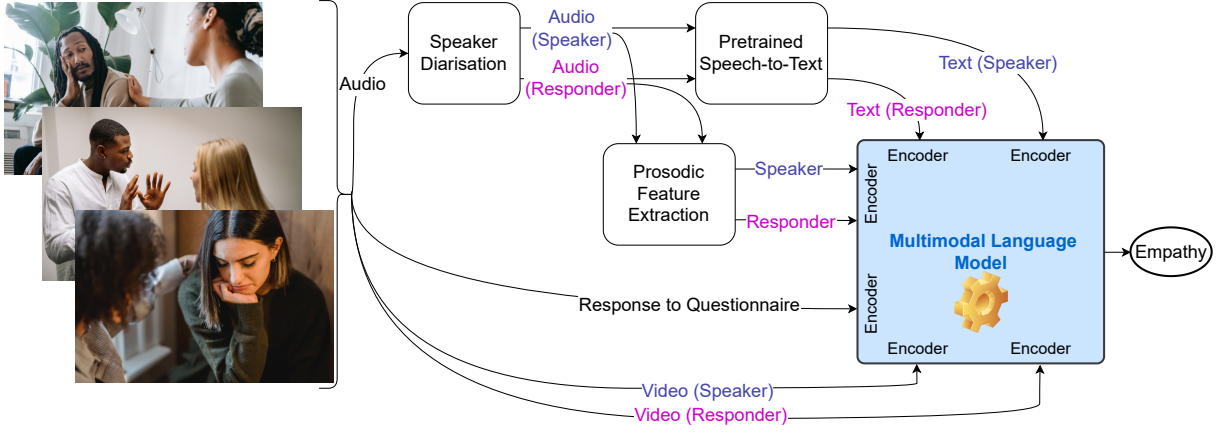 Audio
Speaker
Diarisation
Audio
(Speaker)
Audio
(Responder)
Pretrained
Speech-to-Text
Text (Speaker)
Text (Responder)
Prosodic
Feature
Extraction
Speaker
Responder
Response to Questionnaire
Video (Speaker)
Video (Responder)
Encoder
Encoder
Encoder
Encoder
Multimodal Language
Model
Encoder
Encoder
Empathy